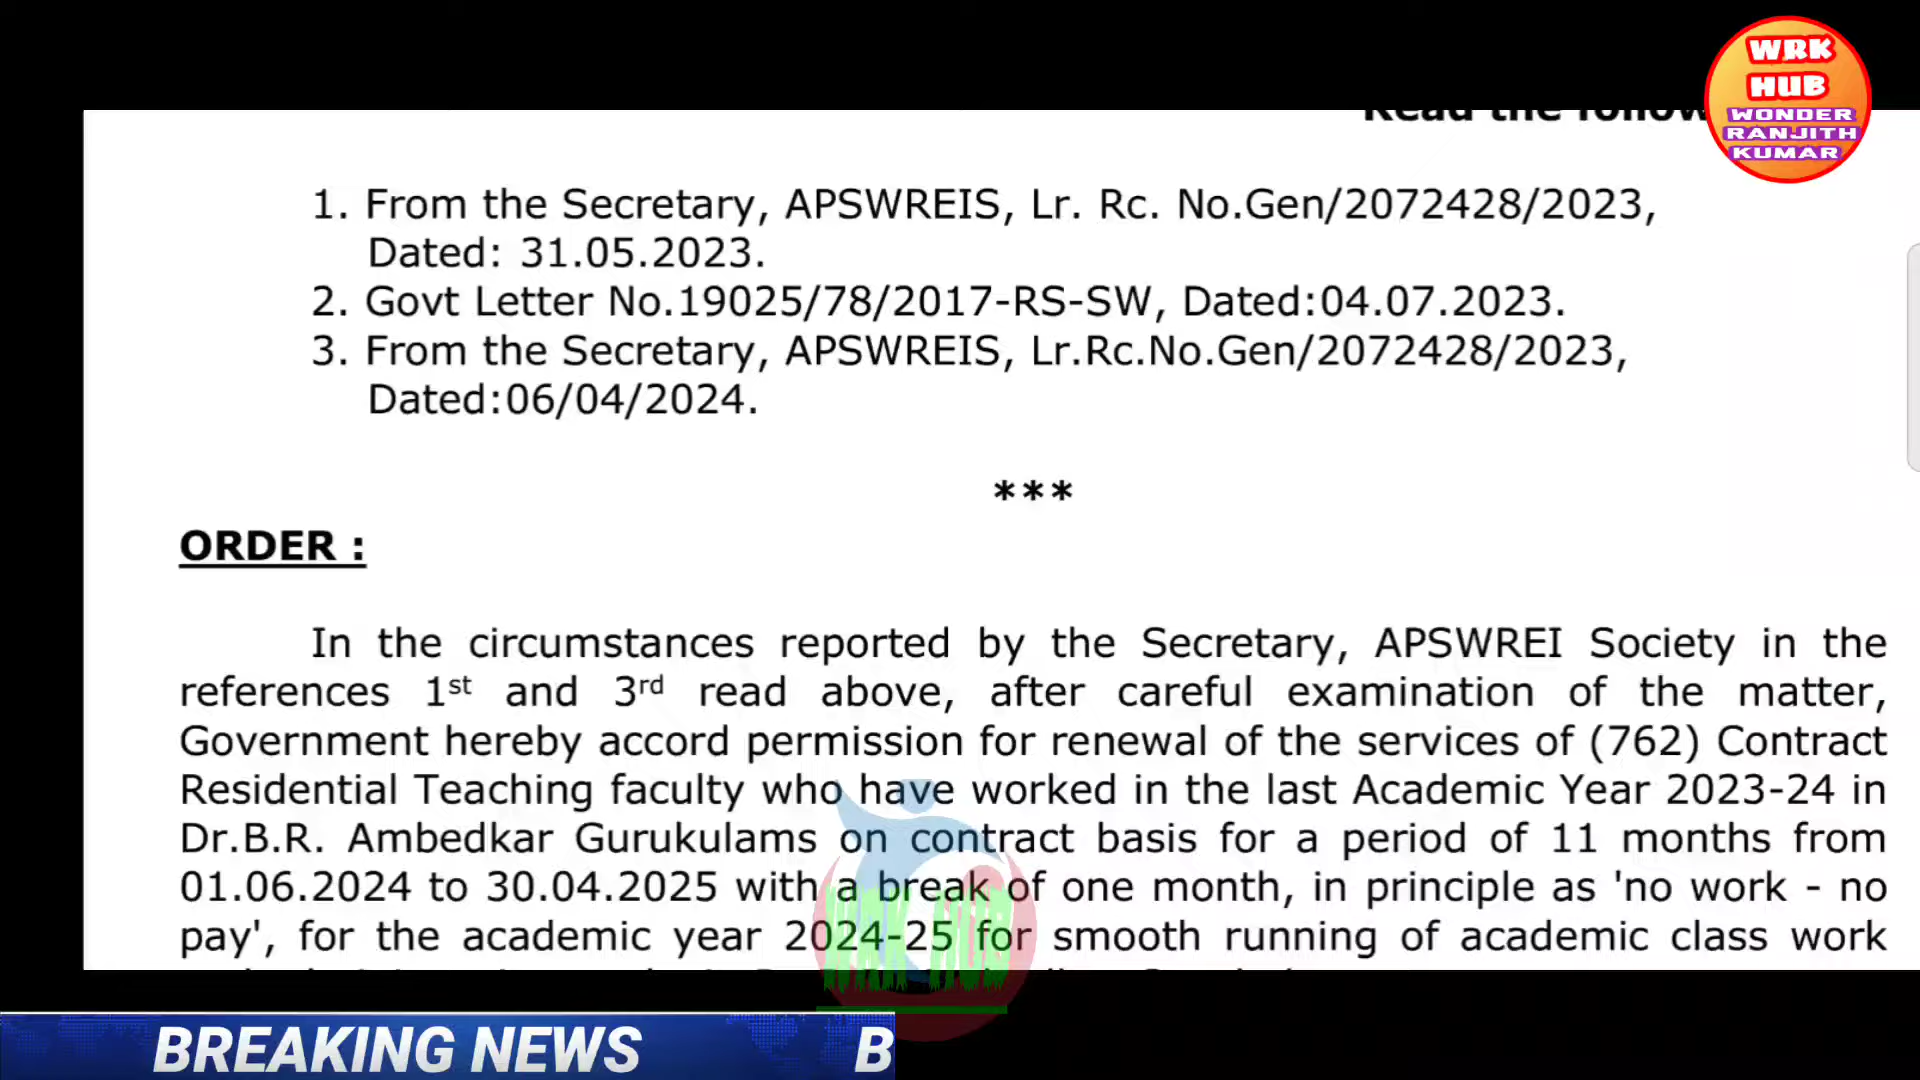 WRK
HUB
WONDER
RANJITH
KUMAR
Read the follow
1. From the Secretary, APSWREIS, Lr. Rc. No.Gen/2072428/2023,
Dated: 31.05.2023.
2. Govt Letter No.19025/78/2017-RS-SW, Dated:04.07.2023.
3. From the Secretary, APSWREIS, Lr.Rc.No.Gen/2072428/2023,
Dated:06/04/2024.
***
ORDER :
In the circumstances reported by the Secretary, APSWREI Society in the
references 1st and 3rd read above, after careful examination of the matter,
Government hereby accord permission for renewal of the services of (762) Contract
Residential Teaching faculty who have worked in the last Academic Year 2023-24 in
Dr.B.R. Ambedkar Gurukulams on contract basis for a period of 11 months from
01.06.2024 to 30.04.2025 with a break of one month, in principle as 'no work - no
pay', for the academic year 2024-25 for smooth running of academic class work
WRK HUB
BREAKING NEWS B